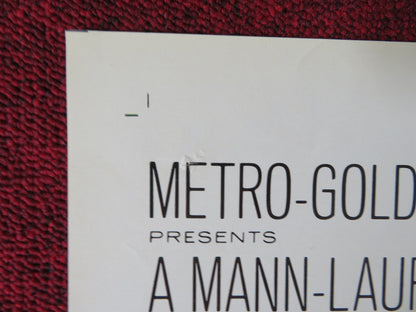 METRO-GOLD
PRESENTS
A MANN-LAUR